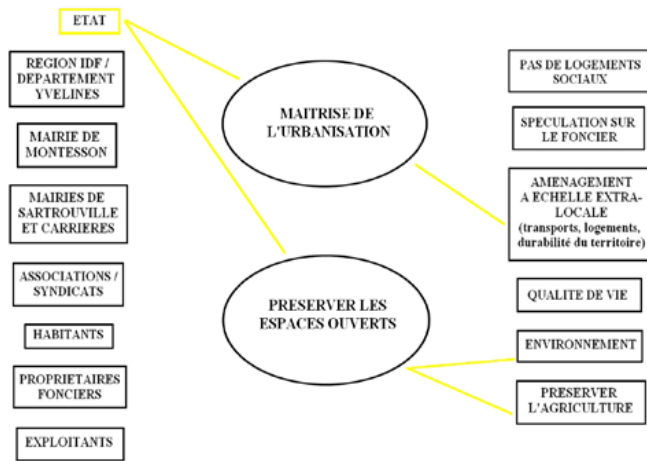 ETAT
REGION IDF /
DEPARTEMENT
YVELINES
MAIRIE DE
MONTESSON
MAIRIES DE
SARTROUVILLE
ET CARRIERES
ASSOCIATIONS /
SYNDICATS
HABITANTS
PROPRIETAIRES
FONCIERS
EXPLOITANTS
MAITRISE DE
L'URBANISATION
PRESERVER LES
ESPACES OUVERTS
PAS DE LOGEMENTS
SOCIAUX
SPECULATION SUR
LE FONCIER
AMENAGEMENT
A ECHELLE EXTRA-
LOCALE
(transports, logements,
durabilité du territoire)
QUALITE DE VIE
ENVIRONNEMENT
PRESERVER
L'AGRICULTURE